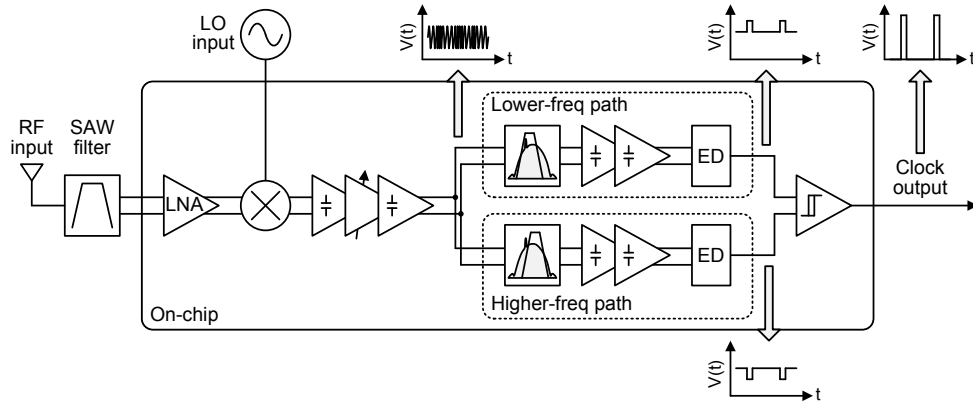 LO
input
V(t)
t
V(t)
t
V(t)
t
RF
input
SAW
filter
Lower-freq path
ED
LNA
Clock
output
ED
Higher-freq path
On-chip
V(t)
t